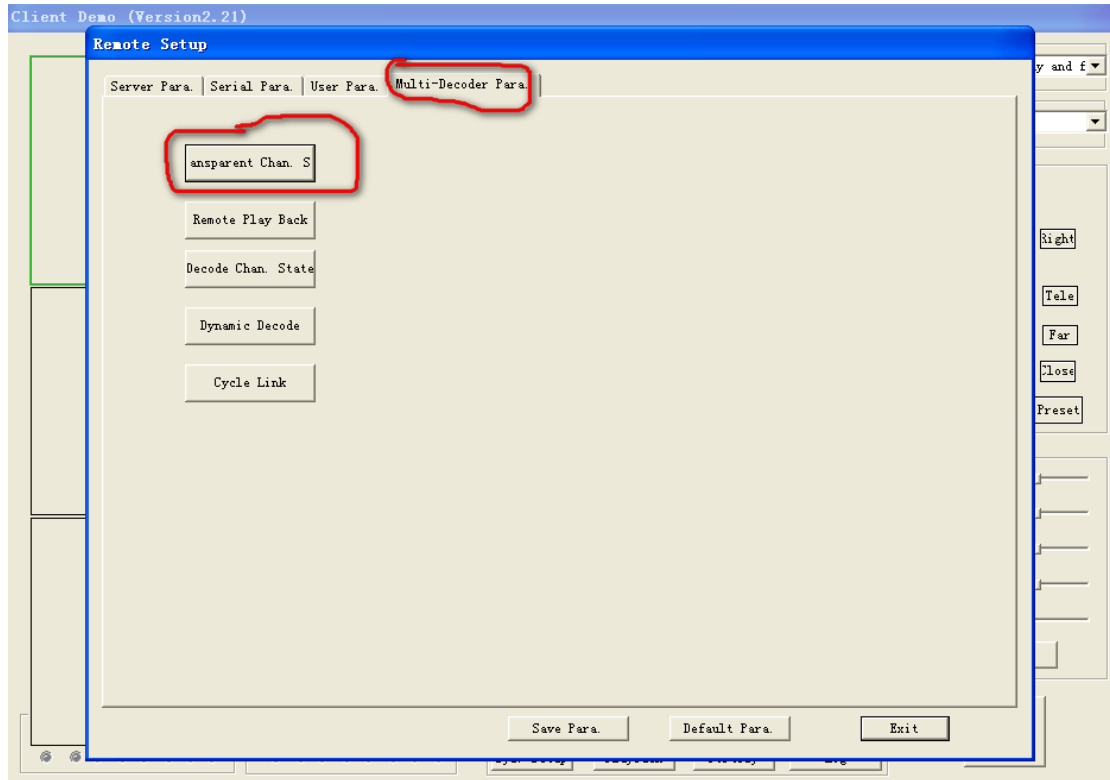 Client Demo (Version2.21)
Remote Setup
y and f
Server Para. Serial Para. User Para. Multi-Decoder Para.
ansparent Chan. S
Remote Play Back
Right
Decode Chan. State
Tele
Dynamic Decode
Far
Close
Cycle Link
Preset
Save Para. Default Para. Exit